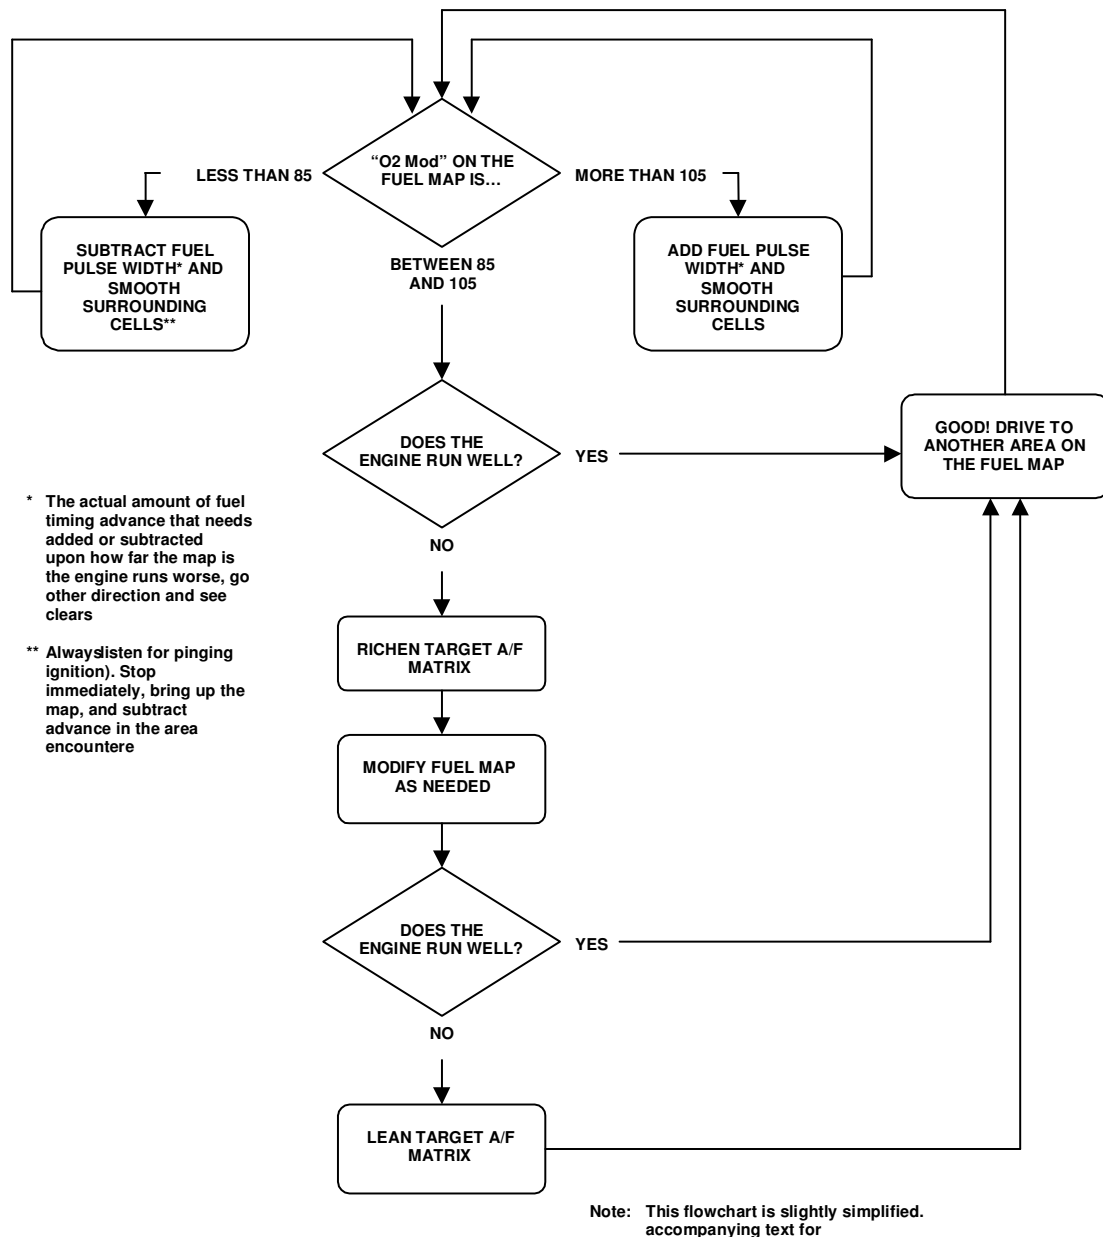 “O2 Mod” ON THE
FUEL MAP IS…
LESS THAN 85
MORE THAN 105
SUBTRACT FUEL
PULSE WIDTH* AND
SMOOTH
SURROUNDING
CELLS**
ADD FUEL PULSE
WIDTH* AND
SMOOTH
SURROUNDING
CELLS
BETWEEN 85
AND 105
DOES THE
ENGINE RUN WELL?
YES
GOOD! DRIVE TO
ANOTHER AREA ON
THE FUEL MAP
NO
* The actual amount of fuel
timing advance that needs
added or subtracted
upon how far the map is
the engine runs worse, go
other direction and see
clears
** Alwayslisten for pinging
ignition). Stop
immediately, bring up the
map, and subtract
advance in the area
encountere
RICHEN TARGET A/F
MATRIX
MODIFY FUEL MAP
AS NEEDED
DOES THE
ENGINE RUN WELL?
YES
NO
LEAN TARGET A/F
MATRIX
Note: This flowchart is slightly simplified.
accompanying text for